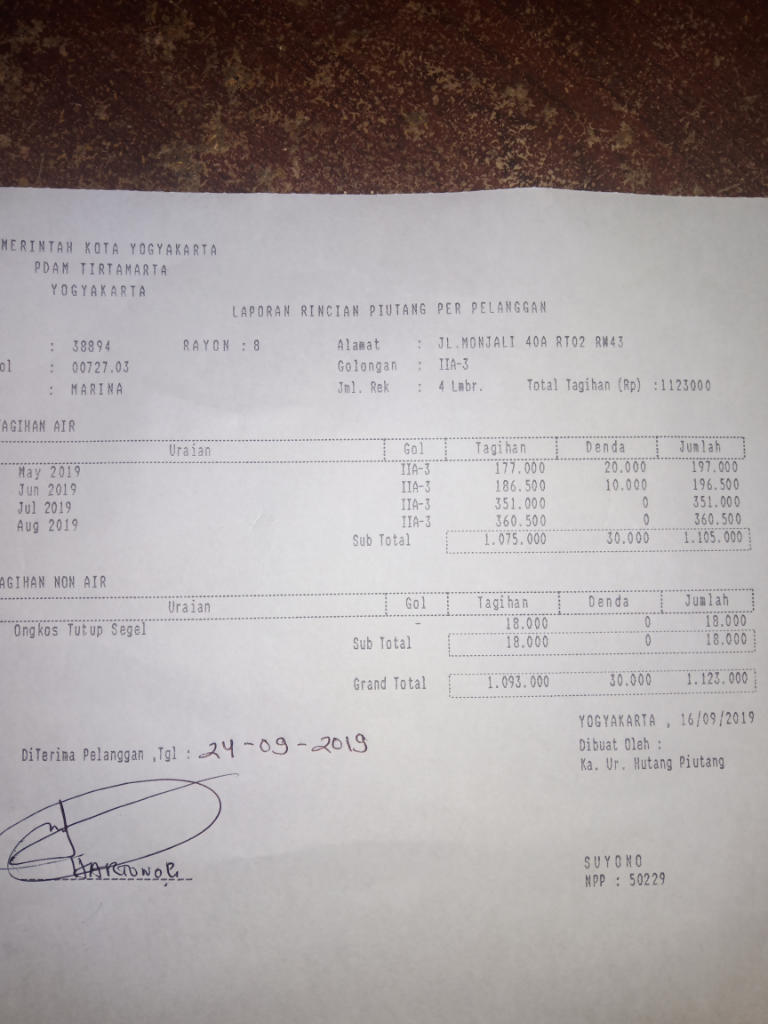 MERINTAH KOTA YOGYAKARTA
PDAM TIRTAMARTA
YOGYAKARTA
LAPORAN RINCIAN PIUTANG PER PELANGGAN
: 38894 RAYON : 8 Alamat : JL.MONJALI 40A RT02 RW43
ol : 00727.03 Golongan : IIA-3
: MARINA Jml. Rek : 4 Lmbr. Total Tagihan (Rp) :1123000
AGIHAN AIR
Uraian Gol Tagihan Denda Jumlah
May 2019 IIA-3 177.000 20.000 197.000
Jun 2019 IIA-3 186.500 10.000 196.500
Jul 2019 IIA-3 351.000 0 351.000
Aug 2019 IIA-3 360.500 0 360.500
Sub Total 1.075.000 30.000 1.105.000
AGIHAN NON AIR
Uraian Gol Tagihan Denda Jumlah
Ongkos Tutup Segel - 18.000 0 18.000
Sub Total 18.000 0 18.000
Grand Total 1.093.000 30.000 1.123.000
YOGYAKARTA , 16/09/2019
DiTerima Pelanggan ,Tgl : 24-09-2019 Dibuat Oleh :
Ka. Ur. Hutang Piutang
SUYONO
NPP : 50229